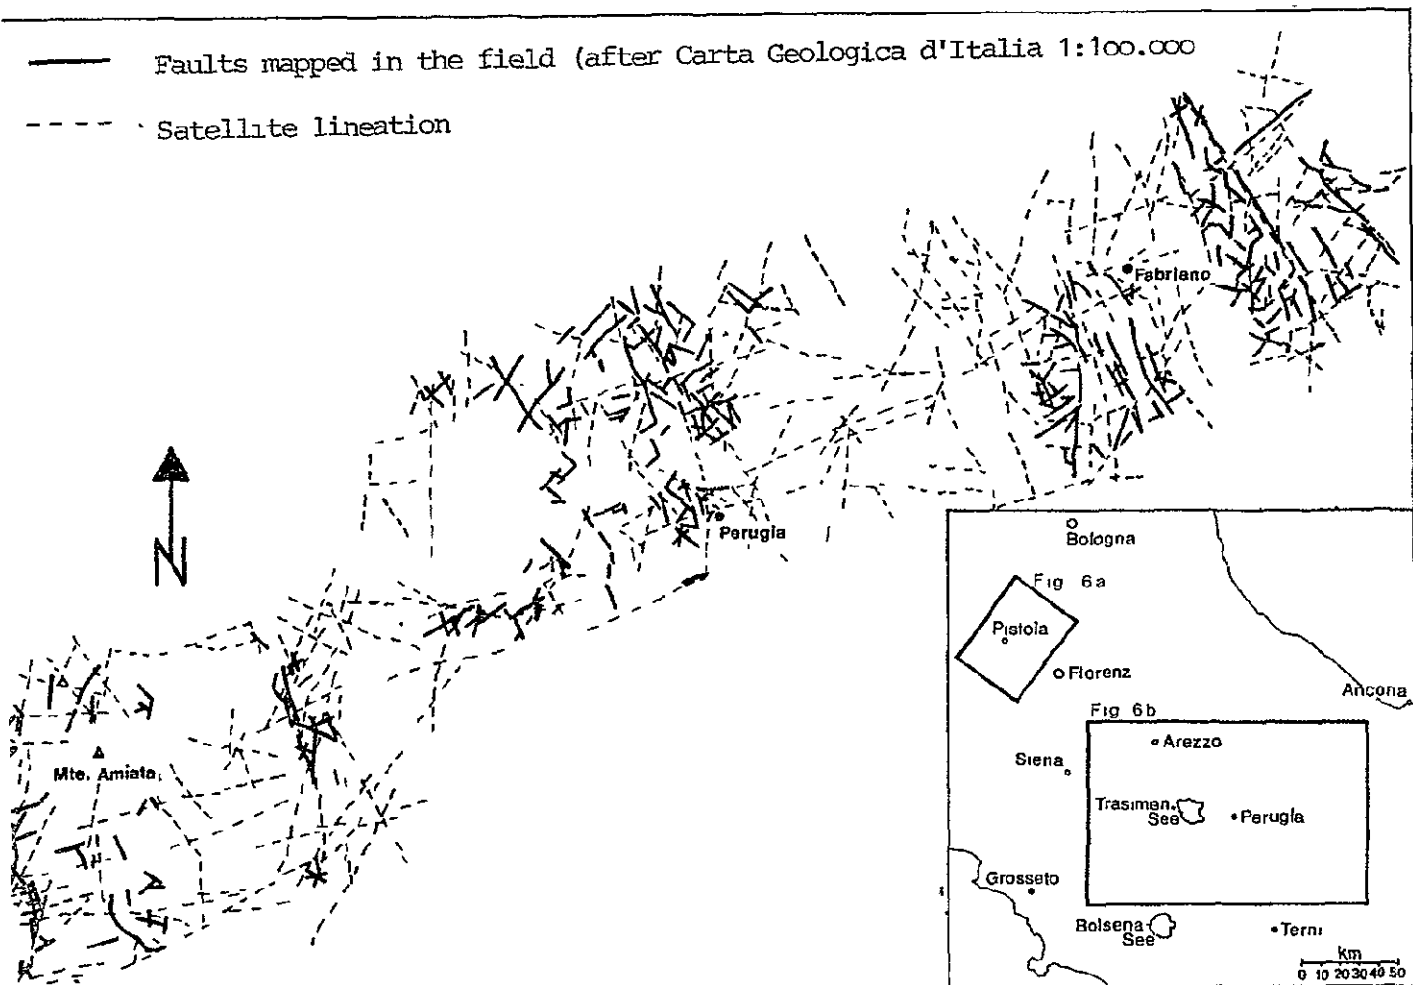 Faults mapped in the field (after Carta Geologica d'Italia 1:100.000
Satellite lineation
Fabriano
Perugia
N
Mte. Amiata
Bologna
Fig 6a
Pistoia
Florenz
Ancona
Fig 6b
Arezzo
Siena
Trasimen.
See
Perugia
Grosseto
Bolsena
See
Terni
km
0 10 20 30 40 50